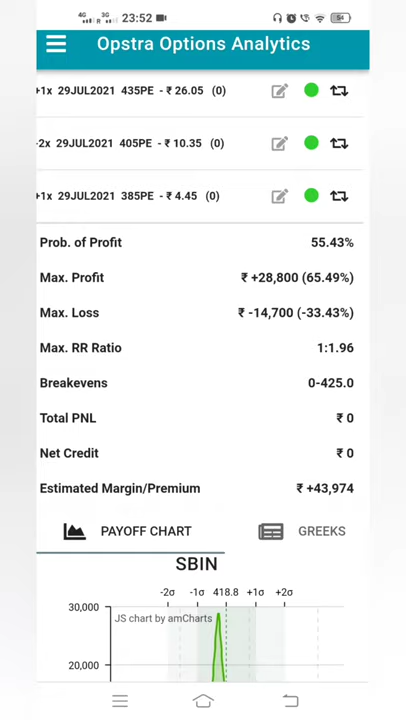 4G 3G R 23:52 54
Opstra Options Analytics
+1x 29JUL2021 435PE - ₹ 26.05 (0)
-2x 29JUL2021 405PE - ₹ 10.35 (0)
+1x 29JUL2021 385PE - ₹ 4.45 (0)
Prob. of Profit 55.43%
Max. Profit ₹ +28,800 (65.49%)
Max. Loss ₹ -14,700 (-33.43%)
Max. RR Ratio 1:1.96
Breakevens 0-425.0
Total PNL ₹ 0
Net Credit ₹ 0
Estimated Margin/Premium ₹ +43,974
PAYOFF CHART GREEKS
SBIN
-2σ -1σ 418.8 +1σ +2σ
30,000
JS chart by amCharts
20,000